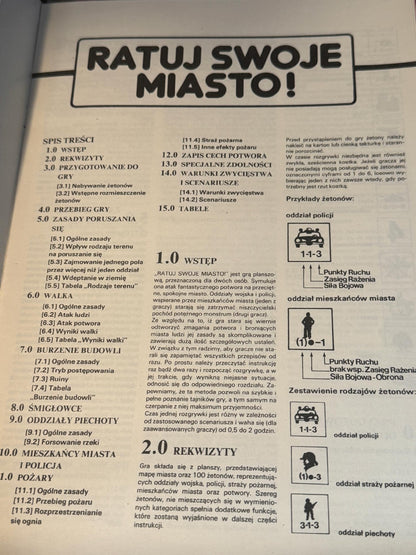 RATUJ SWOJE
MIASTO!
SPIS TREŚCI
1.0 WSTĘP
2.0 REKWIZYTY
3.0 PRZYGOTOWANIE DO
GRY
[3.1] Nabywanie żetonów
[3.2] Wstępne rozmieszczenie
żetonów
4.0 PRZEBIEG GRY
5.0 ZASADY PORUSZANIA
SIĘ
[5.1] Ogólne zasady
[5.2] Wpływ rodzaju terenu
na poruszanie się
[5.3] Zajmowanie jednego pola
przez więcej niż jeden oddział
[5.4] Wdeptanie w ziemię
[5.5] Tabela „Rodzaje terenu"
6.0 WALKA
[6.1] Ogólne zasady
[6.2] Atak ludzi
[6.3] Atak potwora
[6.4] Wyniki walki
[6.5] Tabela „Wyniki walki"
7.0 BURZENIE BUDOWLI
[7.1] Ogólne zasady
[7.2] Tryb postępowania
[7.3] Ruiny
[7.4] Tabela
„Burzenie budowli"
8.0 ŚMIGŁOWCE
9.0 ODDZIAŁY PIECHOTY
[9.1] Ogólne zasady
[9.2] Forsowanie rzeki
10.0 MIESZKAŃCY MIASTA
I POLICJA
1.0 POŻARY
[11.1] Ogólne zasady
[11.2] Przebieg pożaru
[11.3] Rozprzestrzenianie
się ognia
[11.4] Straż pożarna
[11.5] Inne efekty pożaru
12.0 ZAPIS CECH POTWORA
13.0 SPECJALNE ZDOLNOŚCI
14.0 WARUNKI ZWYCIĘSTWA
I SCENARIUSZE
[14.1] Warunki zwycięstwa
[14.2] Scenariusze
15.0 TABELE
1.0 WSTĘP
„RATUJ SWOJE MIASTO!" jest grą planszo-
wą, przeznaczoną dla dwóch osób. Symuluje
ona atak fantastycznego potwora na przecięt-
ne, spokojne miasto. Oddziały wojska i policji,
wspierane przez mieszkańców miasta (jeden z
graczy) starają się zatrzymać niszczycielski
pochód potężnego monstrum (drugi gracz).
Ze względu na to, iż gra stara się wiernie
odtworzyć zmagania potwora i broniących
miasta ludzi jej zasady są skomplikowane i
zawierają dużą ilość szczegółowych ustaleń.
W związku z tym radzimy, aby gracze nie stara-
li się zapamiętać wszystkich przepisów od
razu. Po prostu należy przeczytać instrukcję
raz bądź dwa razy i rozpocząć rozgrywkę, a w
jej trakcie, gdy wynikną niejasne sytuacje,
odnosić się do odpowiedniego rozdziału. Za-
pewniamy, że ta metoda pozwoli na szybkie i
pełne poznanie tajników gry, a tym samym na
czerpanie z niej maksimum przyjemności.
Czas jednej rozgrywki jest różny w zależności
od zastosowanego scenariusza i waha się (dla
zaawansowanych graczy) od 0,5 do 2 godzin.
2.0 REKWIZYTY
Gra składa się z planszy, przedstawiającej
mapę miasta oraz 100 żetonów, reprezentują-
cych oddziały wojska, policji, straży pożarnej,
mieszkańców miasta oraz potwory. Szereg
żetonów, nie mieszczących się w wymienio-
nych kategoriach spełnia dodatkowe funkcje,
które zostaną wyjaśnione w dalszej części
instrukcji.
Przed przystąpieniem do gry żetony należy
nakleić na karton lub cienką tekturkę i staran-
nie porozcinać.
W czasie rozgrywki niezbędna jest również
zwykła, sześcienna kostka. Jeżeli gracze jej
nie posiadają mogą posługiwać się żetonami,
oznaczonymi cyframi od 1 do 6, losowo wy-
bierając jeden z nich zawsze wtedy, gdy po-
trzebny jest rzut kostką.
Przykłady żetonów:
oddział policji
1-1-3
Punkty Ruchu
Zasięg Rażenia
Siła Bojowa
oddział mieszkańców miasta
(1)●-1
Punkty Ruchu
brak wsp. Zasięg Rażenia
Siła Bojowa - Obrona
Zestawienie rodzajów żetonów:
1-1-3
oddział policji
(1)●-3
oddział straży pożarnej
3-1-3
oddział piechoty